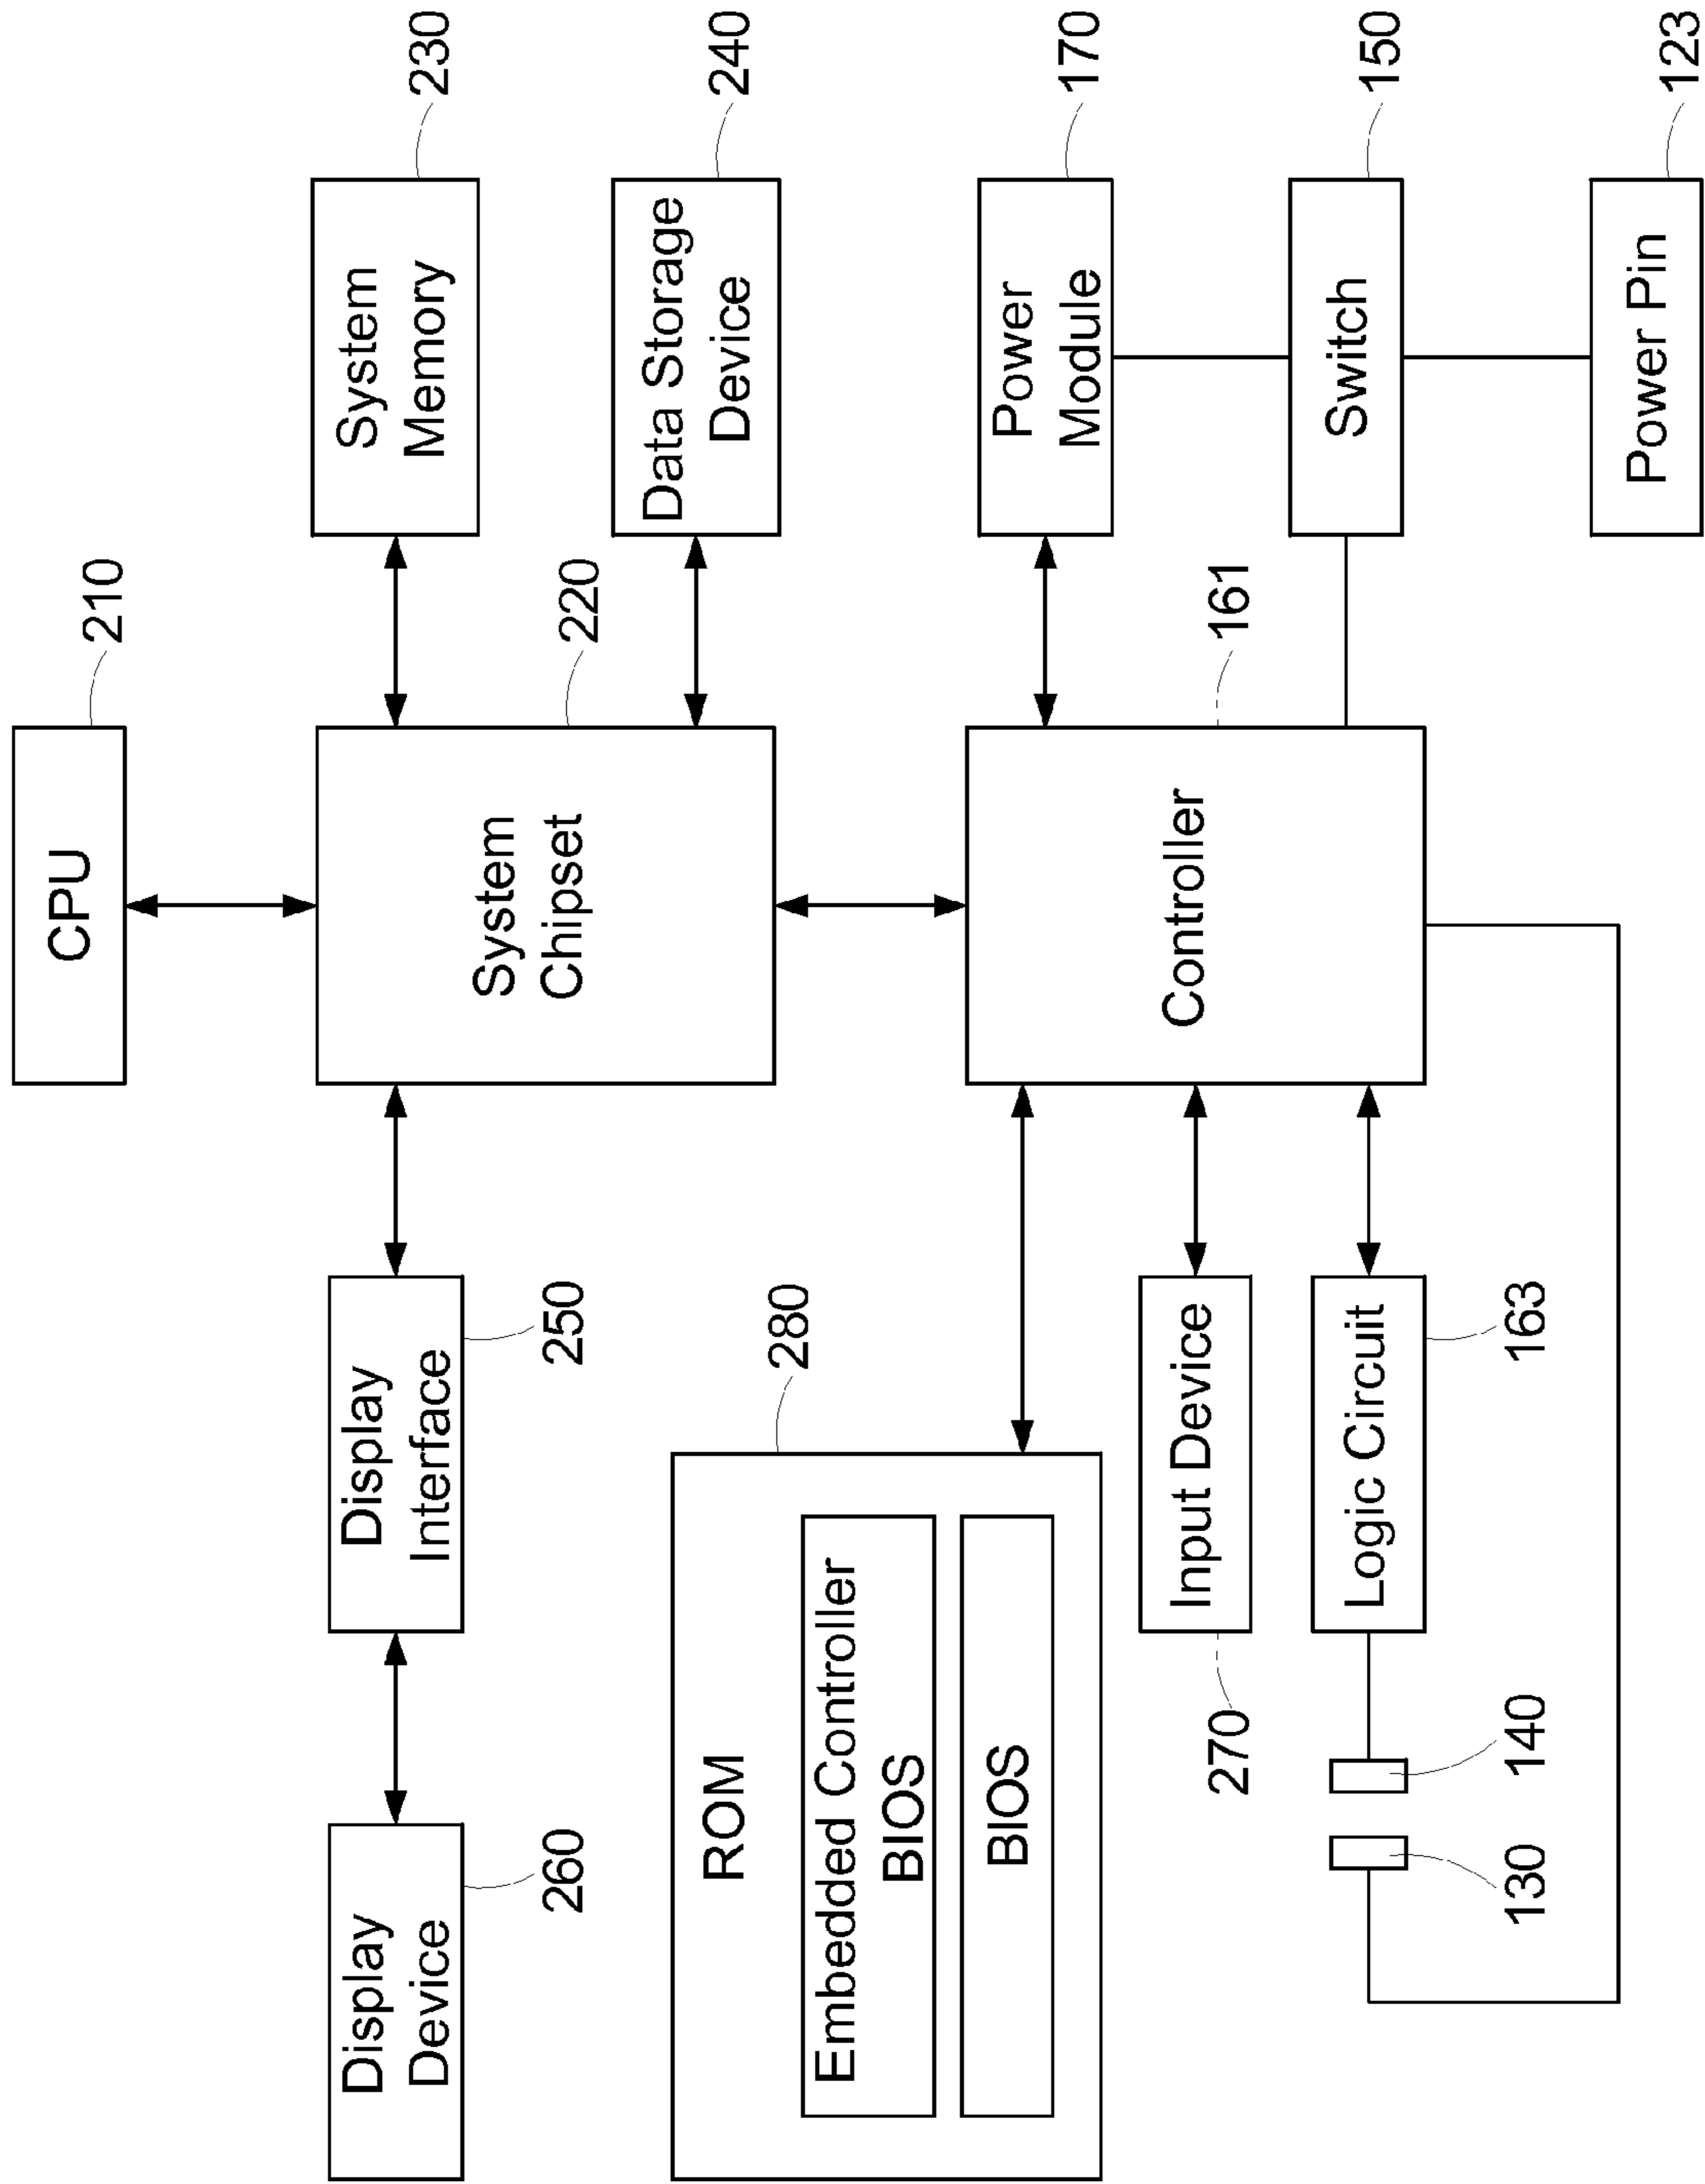 210
CPU
260
250
220
230
Display
Device
Display
Interface
System
Chipset
System
Memory
240
Data Storage
Device
280
ROM
Embedded Controller
BIOS
BIOS
170
Power
Module
161
Controller
270
Input Device
150
Switch
Logic Circuit
163
130
140
123
Power Pin